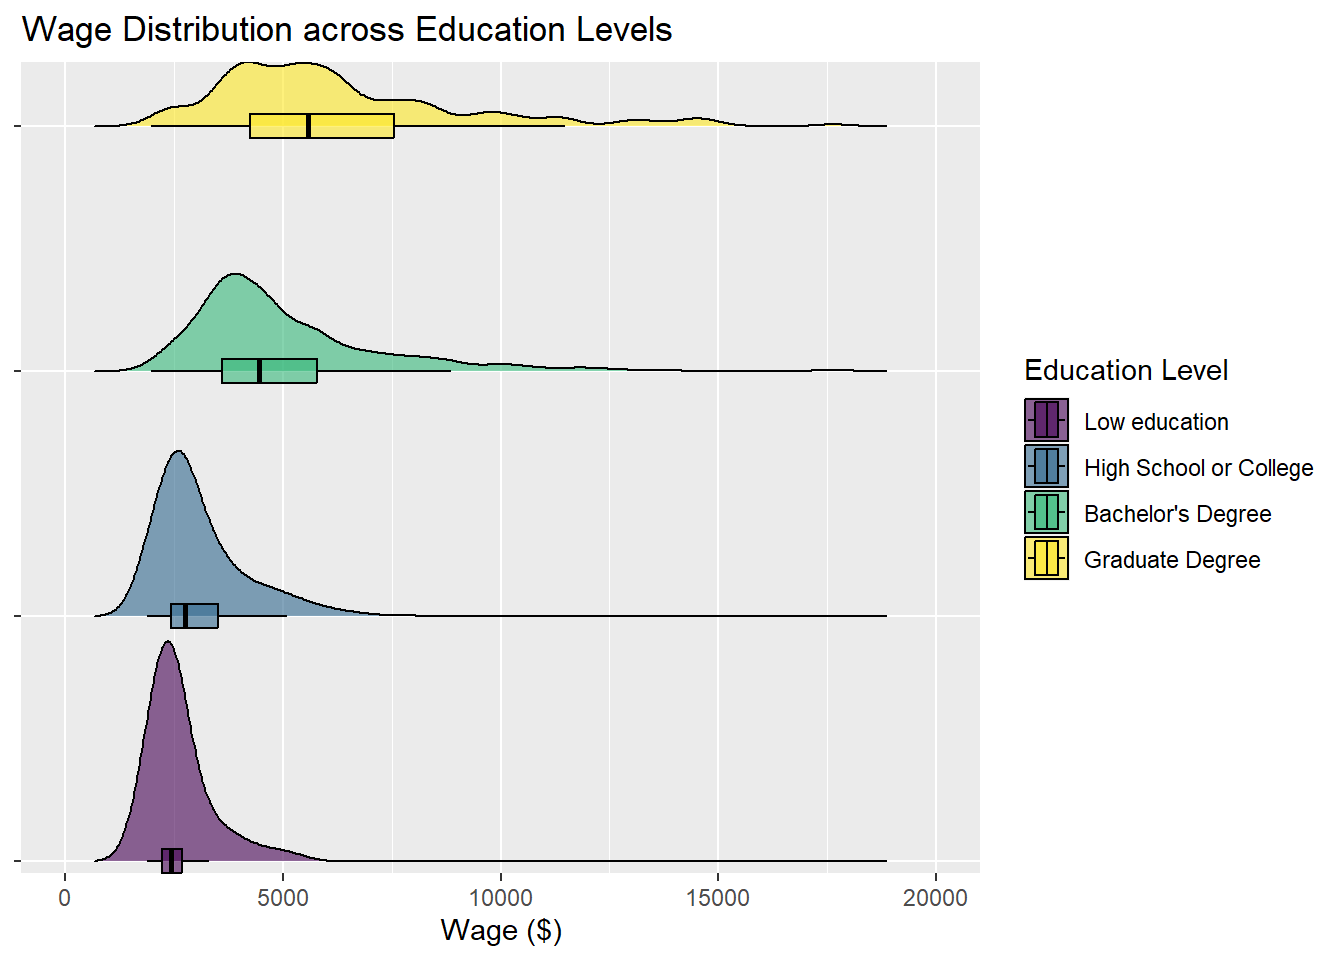 Wage Distribution across Education Levels
Education Level
Low education
High School or College
Bachelor's Degree
Graduate Degree
0 5000 10000 15000 20000
Wage ($)